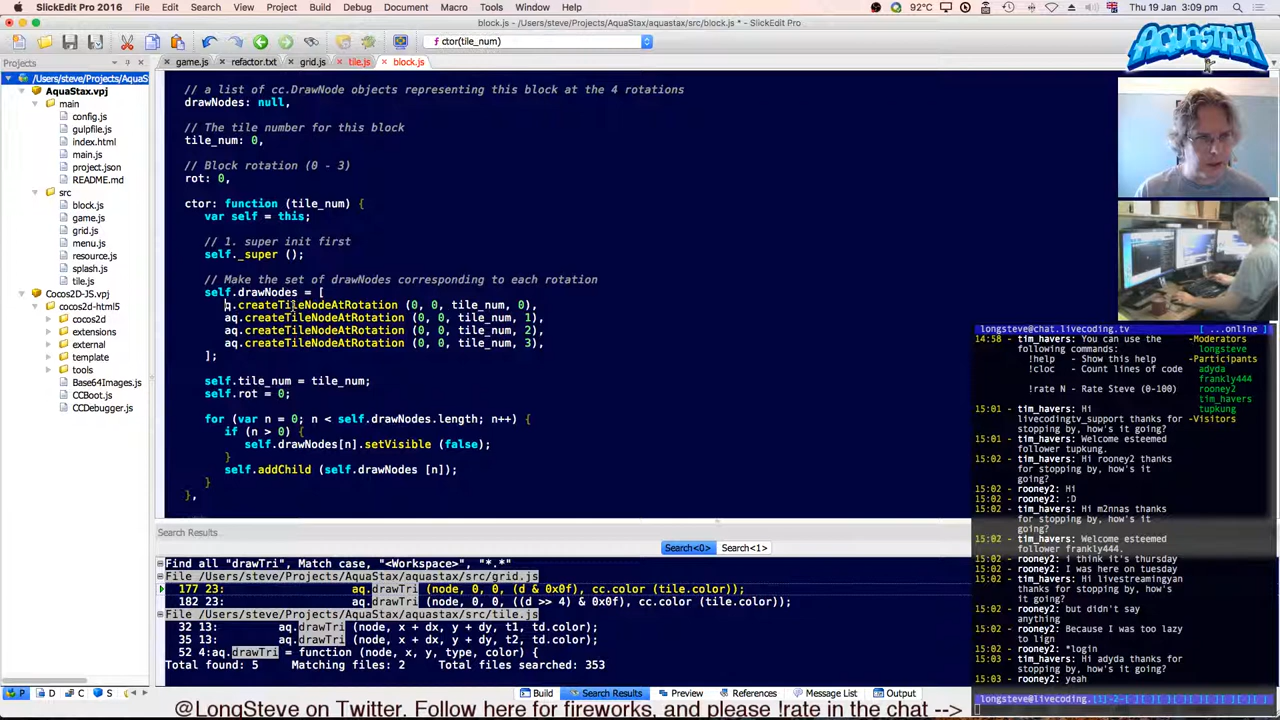 SlickEdit Pro 2016 File Edit Search View Project Build Debug Document Macro Tools Window Help 92°C Thu 19 Jan 3:09 pm
block.js - /Users/steve/Projects/AquaStax/aquastax/src/block.js * - SlickEdit Pro
ctor(tile_num)
AQUASTAX
Projects
game.js refactor.txt grid.js tile.js block.js
/Users/steve/Projects/AquaS
AquaStax.vpj
main
config.js
gulpfile.js
index.html
main.js
project.json
README.md
src
block.js
game.js
grid.js
menu.js
resource.js
splash.js
tile.js
Cocos2D-JS.vpj
cocos2d-html5
cocos2d
extensions
external
template
tools
Base64Images.js
CCBoot.js
CCDebugger.js
// a list of cc.DrawNode objects representing this block at the 4 rotations
drawNodes: null,
// The tile number for this block
tile_num: 0,
// Block rotation (0 - 3)
rot: 0,
ctor: function (tile_num) {
var self = this;
// 1. super init first
self._super ();
// Make the set of drawNodes corresponding to each rotation
self.drawNodes = [
aq.createTileNodeAtRotation (0, 0, tile_num, 0),
aq.createTileNodeAtRotation (0, 0, tile_num, 1),
aq.createTileNodeAtRotation (0, 0, tile_num, 2),
aq.createTileNodeAtRotation (0, 0, tile_num, 3),
];
self.tile_num = tile_num;
self.rot = 0;
for (var n = 0; n < self.drawNodes.length; n++) {
if (n > 0) {
self.drawNodes[n].setVisible (false);
}
self.addChild (self.drawNodes [n]);
}
},
Search Results
Search<0> Search<1>
Find all "drawTri", Match case, "<Workspace>", "*.*"
File /Users/steve/Projects/AquaStax/aquastax/src/grid.js
177 23: aq.drawTri (node, 0, 0, (d & 0x0f), cc.color (tile.color));
182 23: aq.drawTri (node, 0, 0, ((d >> 4) & 0x0f), cc.color (tile.color));
File /Users/steve/Projects/AquaStax/aquastax/src/tile.js
32 13: aq.drawTri (node, x + dx, y + dy, t1, td.color);
35 13: aq.drawTri (node, x + dx, y + dy, t2, td.color);
52 4:aq.drawTri = function (node, x, y, type, color) {
Total found: 5 Matching files: 2 Total files searched: 353
P D C S Build Search Results Preview References Message List Output
longsteve@chat.livecoding.tv [ ...online ]
14:58 - tim_havers: You can use the
following commands:
!help - Show this help
!cloc - Count lines of code
!rate N - Rate Steve (0-100)
15:01 - tim_havers: Hi
livecodingtv_support thanks for
stopping by, how's it going?
15:01 - tim_havers: Welcome esteemed
follower tupkung.
15:02 - tim_havers: Hi rooney2 thanks
for stopping by, how's it
going?
15:02 - rooney2: Hi
15:02 - rooney2: :D
15:02 - tim_havers: Hi m2nnas thanks
for stopping by, how's it
going?
15:02 - tim_havers: Welcome esteemed
follower frankly444.
15:02 - rooney2: i think it's thursday
15:02 - rooney2: I was here on tuesday
15:02 - tim_havers: Hi livestreamingyan
thanks for stopping by, how's
it going?
15:02 - rooney2: but didn't say
anything
15:02 - rooney2: Because I was too lazy
to lign
15:02 - rooney2: *login
15:03 - tim_havers: Hi adyda thanks for
stopping by, how's it going?
15:03 - rooney2: yeah
-Moderators
longsteve
-Participants
adyda
frankly444
rooney2
tim_havers
tupkung
-Visitors
@LongSteve on Twitter. Follow here for fireworks, and please !rate in the chat -->